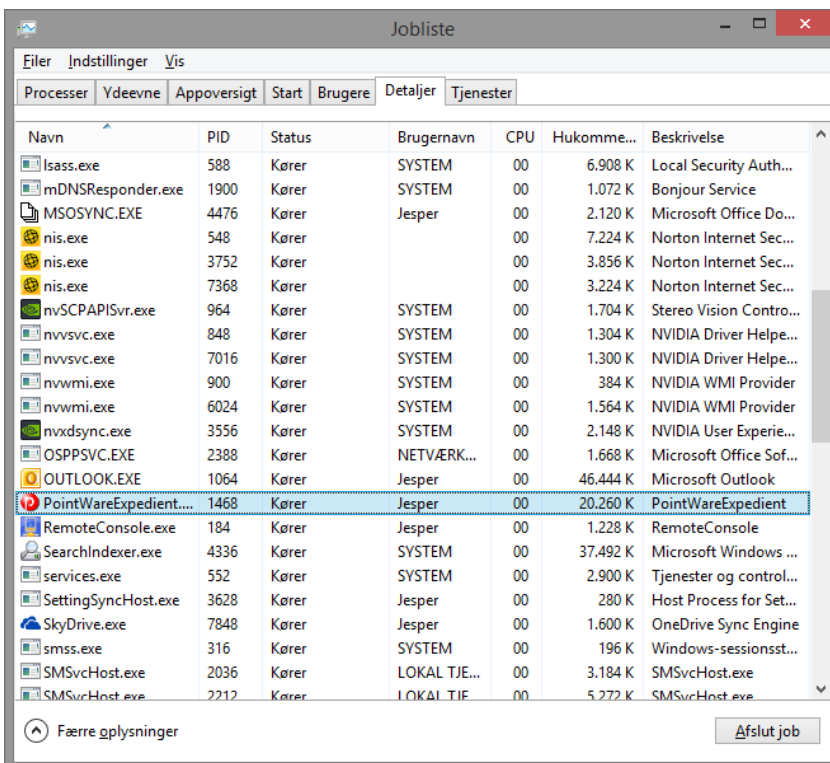 Jobliste
Filer Indstillinger Vis
Processer Ydeevne Appoversigt Start Brugere Detaljer Tjenester
Navn PID Status Brugernavn CPU Hukomme... Beskrivelse
lsass.exe 588 Kører SYSTEM 00 6.908 K Local Security Auth...
mDNSResponder.exe 1900 Kører SYSTEM 00 1.072 K Bonjour Service
MSOSYNC.EXE 4476 Kører Jesper 00 2.120 K Microsoft Office Do...
nis.exe 548 Kører 00 7.224 K Norton Internet Sec...
nis.exe 3752 Kører 00 3.856 K Norton Internet Sec...
nis.exe 7368 Kører 00 3.224 K Norton Internet Sec...
nvSCPAPISvr.exe 964 Kører SYSTEM 00 1.704 K Stereo Vision Contro...
nvvsvc.exe 848 Kører SYSTEM 00 1.304 K NVIDIA Driver Helpe...
nvvsvc.exe 7016 Kører SYSTEM 00 1.300 K NVIDIA Driver Helpe...
nvwmi.exe 900 Kører SYSTEM 00 384 K NVIDIA WMI Provider
nvwmi.exe 6024 Kører SYSTEM 00 1.564 K NVIDIA WMI Provider
nvxdsync.exe 3556 Kører SYSTEM 00 2.148 K NVIDIA User Experie...
OSPPSVC.EXE 2388 Kører NETVÆRK... 00 1.668 K Microsoft Office Sof...
OUTLOOK.EXE 1064 Kører Jesper 00 46.444 K Microsoft Outlook
PointWareExpedient.... 1468 Kører Jesper 00 20.260 K PointWareExpedient
RemoteConsole.exe 184 Kører Jesper 00 1.228 K RemoteConsole
SearchIndexer.exe 4336 Kører SYSTEM 00 37.492 K Microsoft Windows ...
services.exe 552 Kører SYSTEM 00 2.900 K Tjenester og control...
SettingSyncHost.exe 3628 Kører Jesper 00 280 K Host Process for Set...
SkyDrive.exe 7848 Kører Jesper 00 1.600 K OneDrive Sync Engine
smss.exe 316 Kører SYSTEM 00 196 K Windows-sessionsst...
SMSvcHost.exe 2036 Kører LOKAL TJE... 00 3.184 K SMSvcHost.exe
SMSvcHost.exe 2212 Kører LOKAL TJE... 00 5.272 K SMSvcHost.exe
Færre oplysninger Afslut job